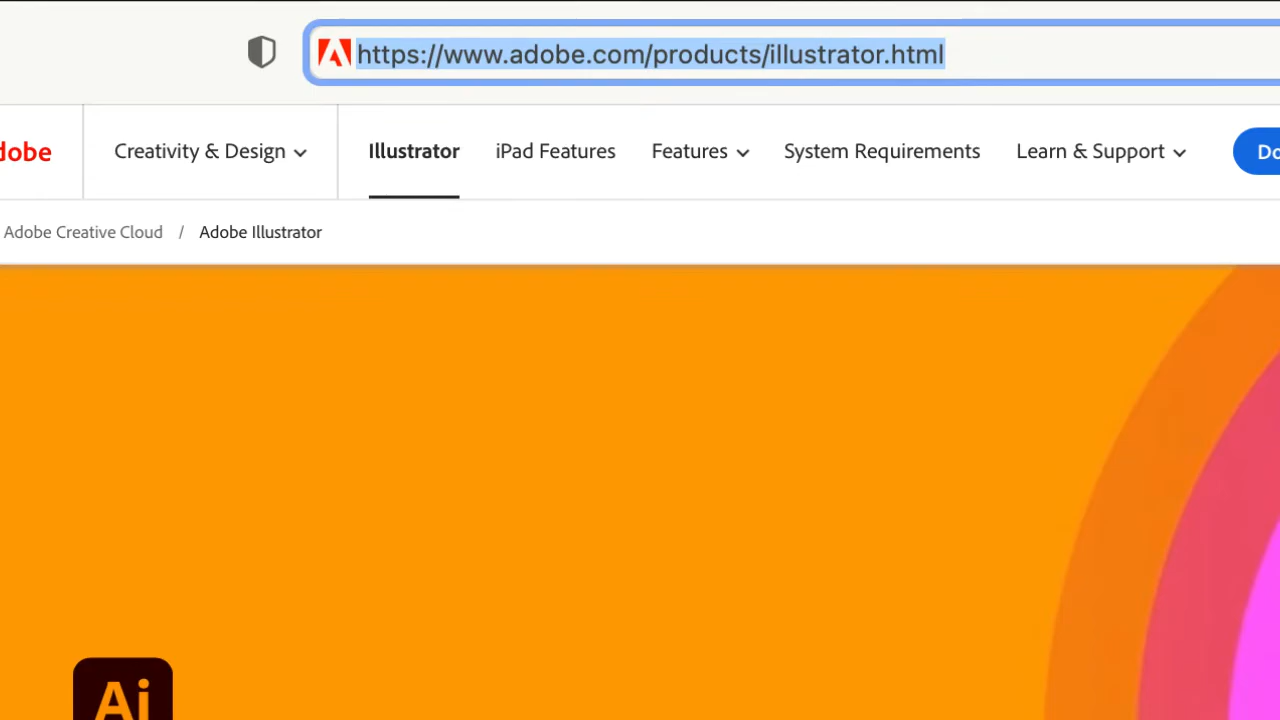 https://www.adobe.com/products/illustrator.html
dobe Creativity & Design Illustrator iPad Features Features System Requirements Learn & Support Do
Adobe Creative Cloud / Adobe Illustrator
Ai